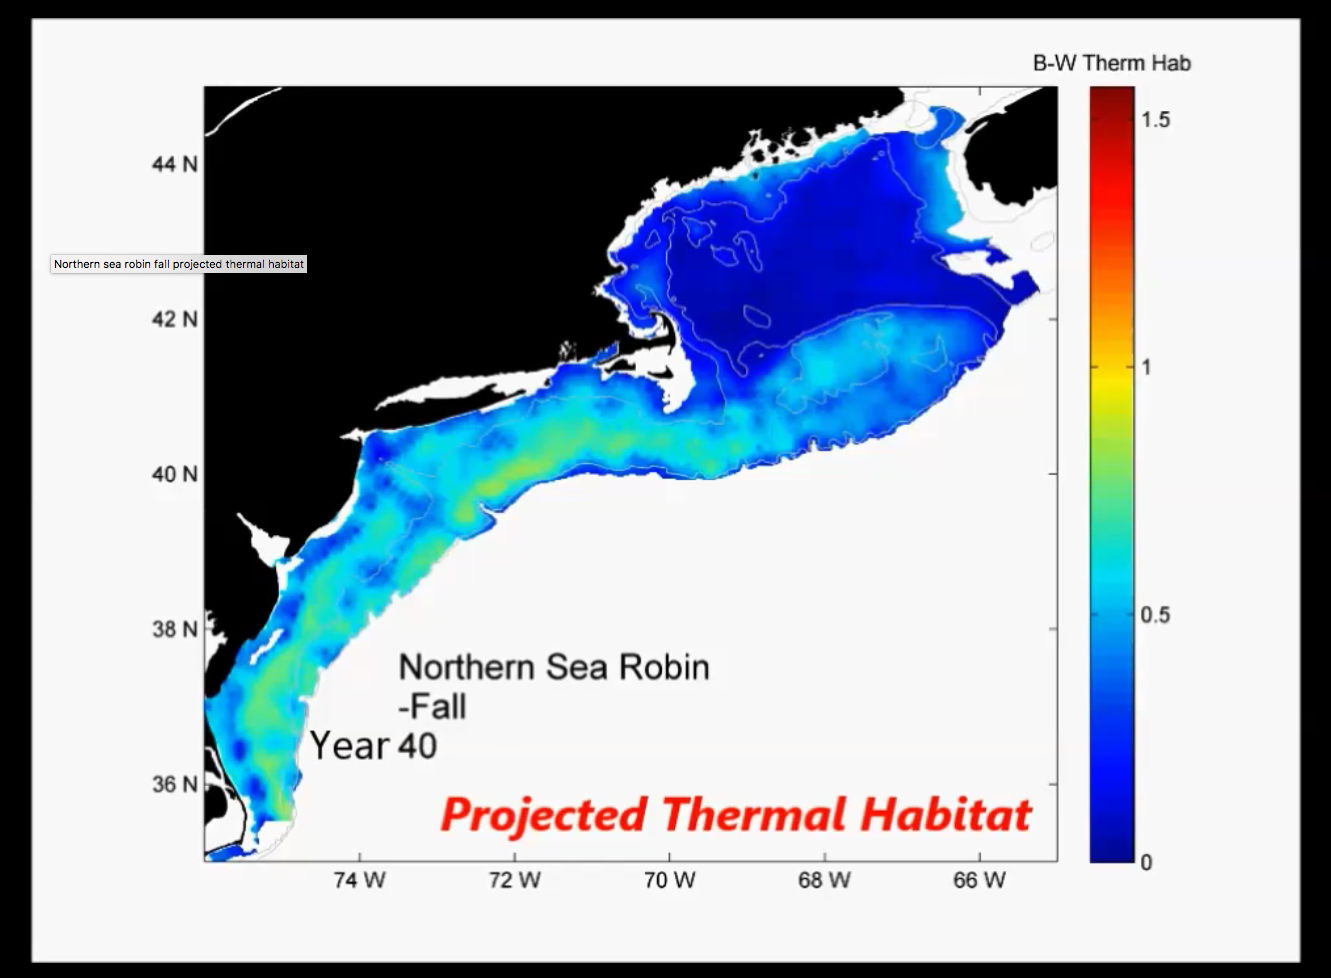 B-W Therm Hab
1.5
44 N
Northern sea robin fall projected thermal habitat
42 N
1
40 N
0.5
38 N
Northern Sea Robin
-Fall
Year 40
36 N
Projected Thermal Habitat
0
74 W 72 W 70 W 68 W 66 W